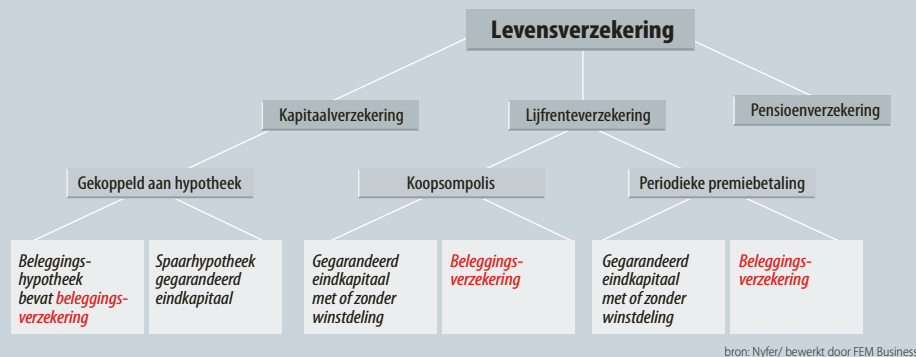 Levensverzekering
Kapitaalverzekering
Lijfrenteverzekering
Pensioenverzekering
Gekoppeld aan hypotheek
Koopsompolis
Periodieke premiebetaling
Beleggings-
hypotheek
bevat beleggings-
verzekering
Spaarhypotheek
gegarandeerd
eindkapitaal
Gegarandeerd
eindkapitaal
met of zonder
winstdeling
Beleggings-
verzekering
Gegarandeerd
eindkapitaal
met of zonder
winstdeling
Beleggings-
verzekering
bron: Nyfer/ bewerkt door FEM Business